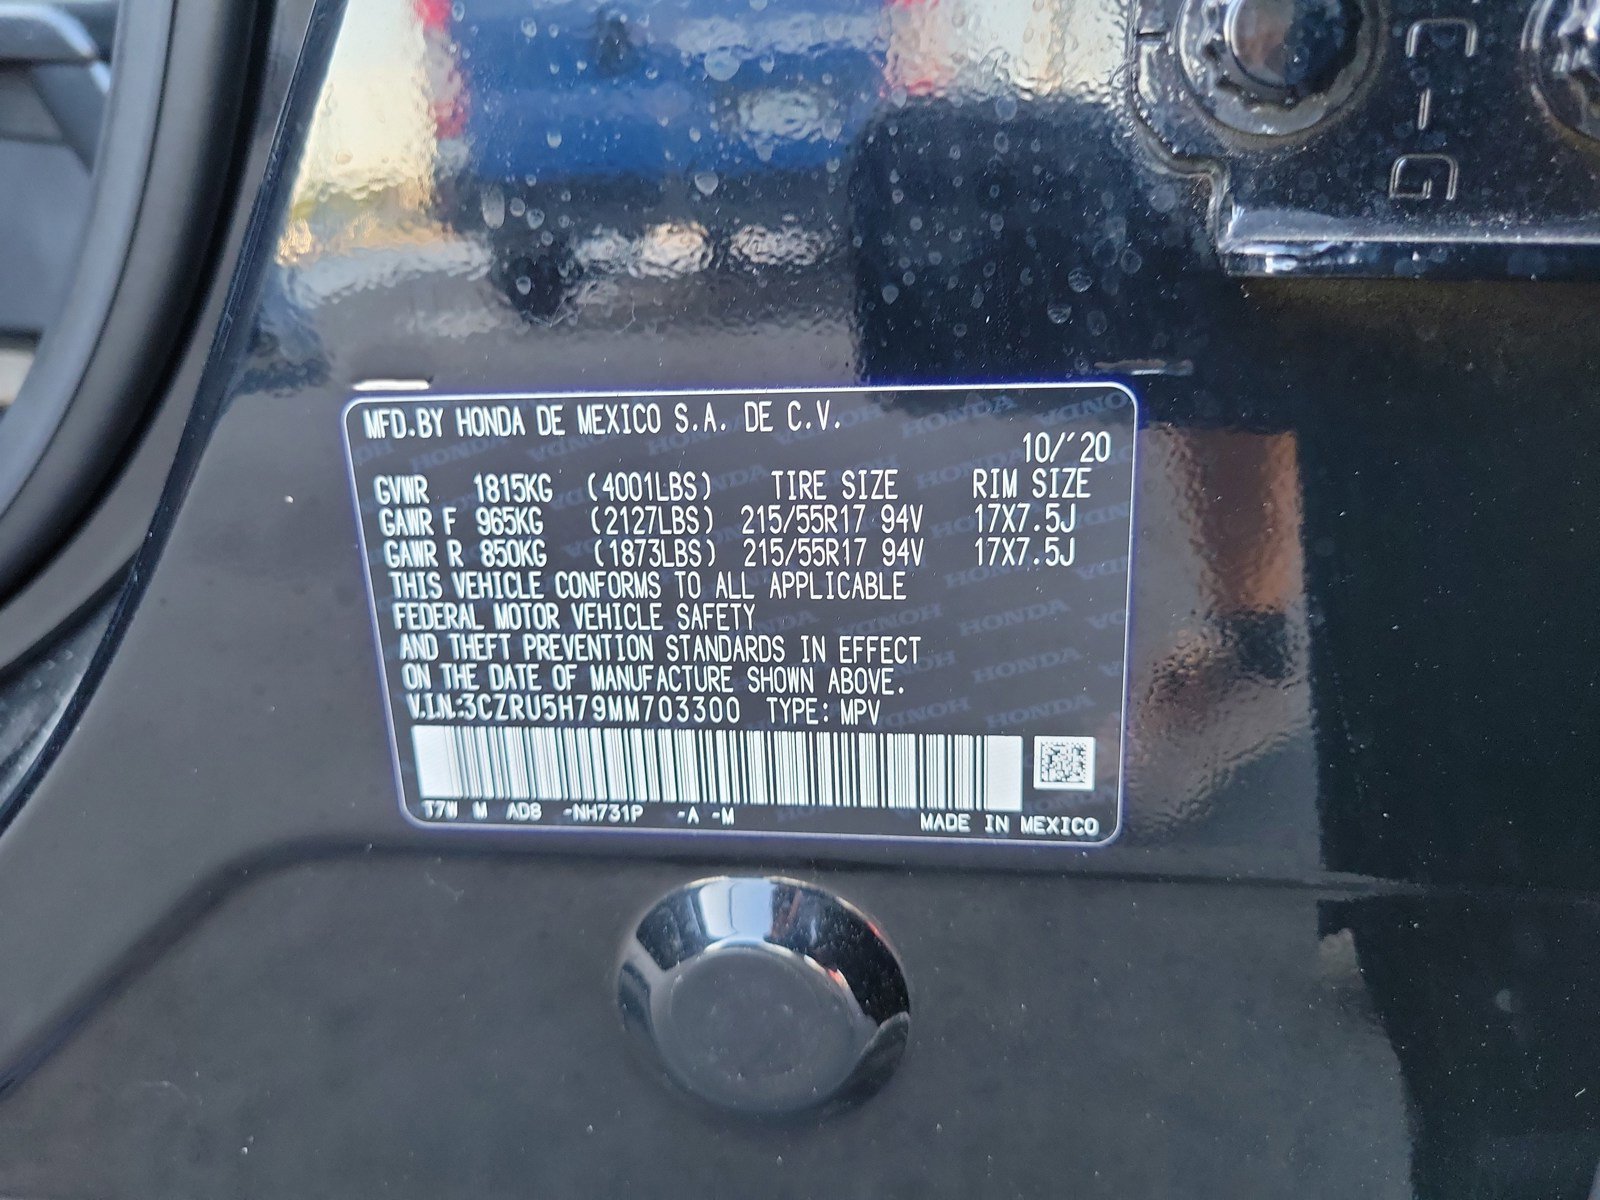 C-G
MFD.BY HONDA DE MEXICO S.A. DE C.V.
10/'20
GVWR 1815KG (4001LBS) TIRE SIZE RIM SIZE
GAWR F 965KG (2127LBS) 215/55R17 94V 17X7.5J
GAWR R 850KG (1873LBS) 215/55R17 94V 17X7.5J
THIS VEHICLE CONFORMS TO ALL APPLICABLE
FEDERAL MOTOR VEHICLE SAFETY
AND THEFT PREVENTION STANDARDS IN EFFECT
ON THE DATE OF MANUFACTURE SHOWN ABOVE.
V.I.N.:3CZRU5H79MM703300 TYPE: MPV
T7W M AD8 -NH731P -A -M
MADE IN MEXICO